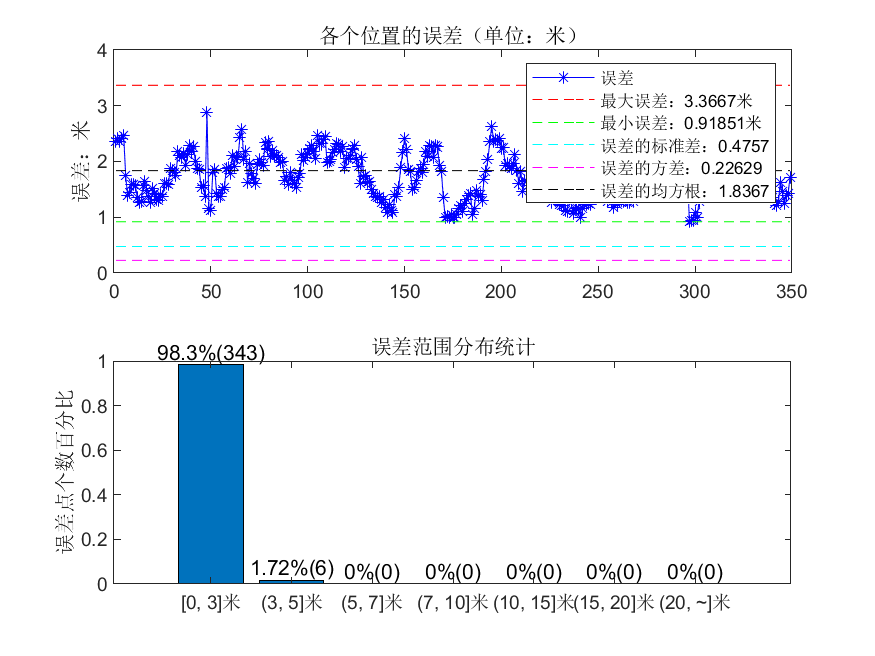 各个位置的误差（单位：米）
误差：米
4
3
2
1
0
0 50 100 150 200 250 300 350
误差
最大误差：3.3667米
最小误差：0.91851米
误差的标准差：0.4757
误差的方差：0.22629
误差的均方根：1.8367
误差范围分布统计
误差点个数百分比
1
0.8
0.6
0.4
0.2
0
98.3%(343)
1.72%(6) 0%(0) 0%(0) 0%(0) 0%(0) 0%(0)
[0, 3]米 (3, 5]米 (5, 7]米 (7, 10]米 (10, 15]米 (15, 20]米 (20, ~]米